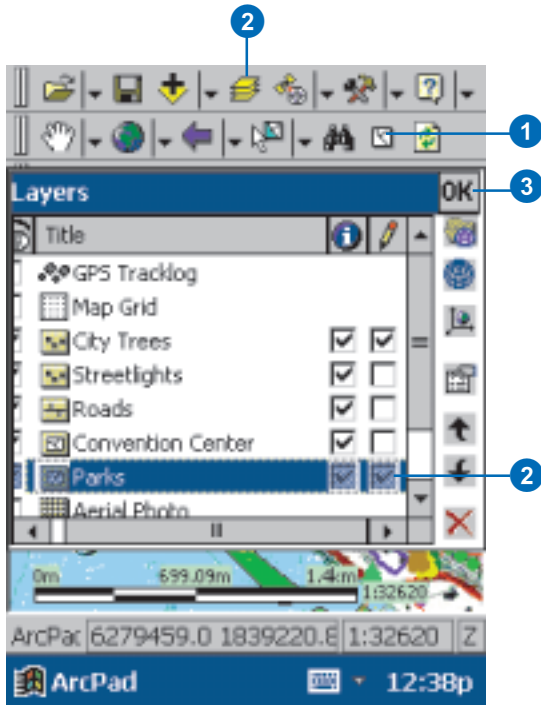 2
1
Layers OK
3
Title
GPS Tracklog
Map Grid
City Trees
Streetlights
Roads
Convention Center
Parks
2
Aerial Photo
0m 699.09m 1.4km
1:32620
ArcPac 6279459.0 1839220.8 1:32620 Z
ArcPad 12:38p